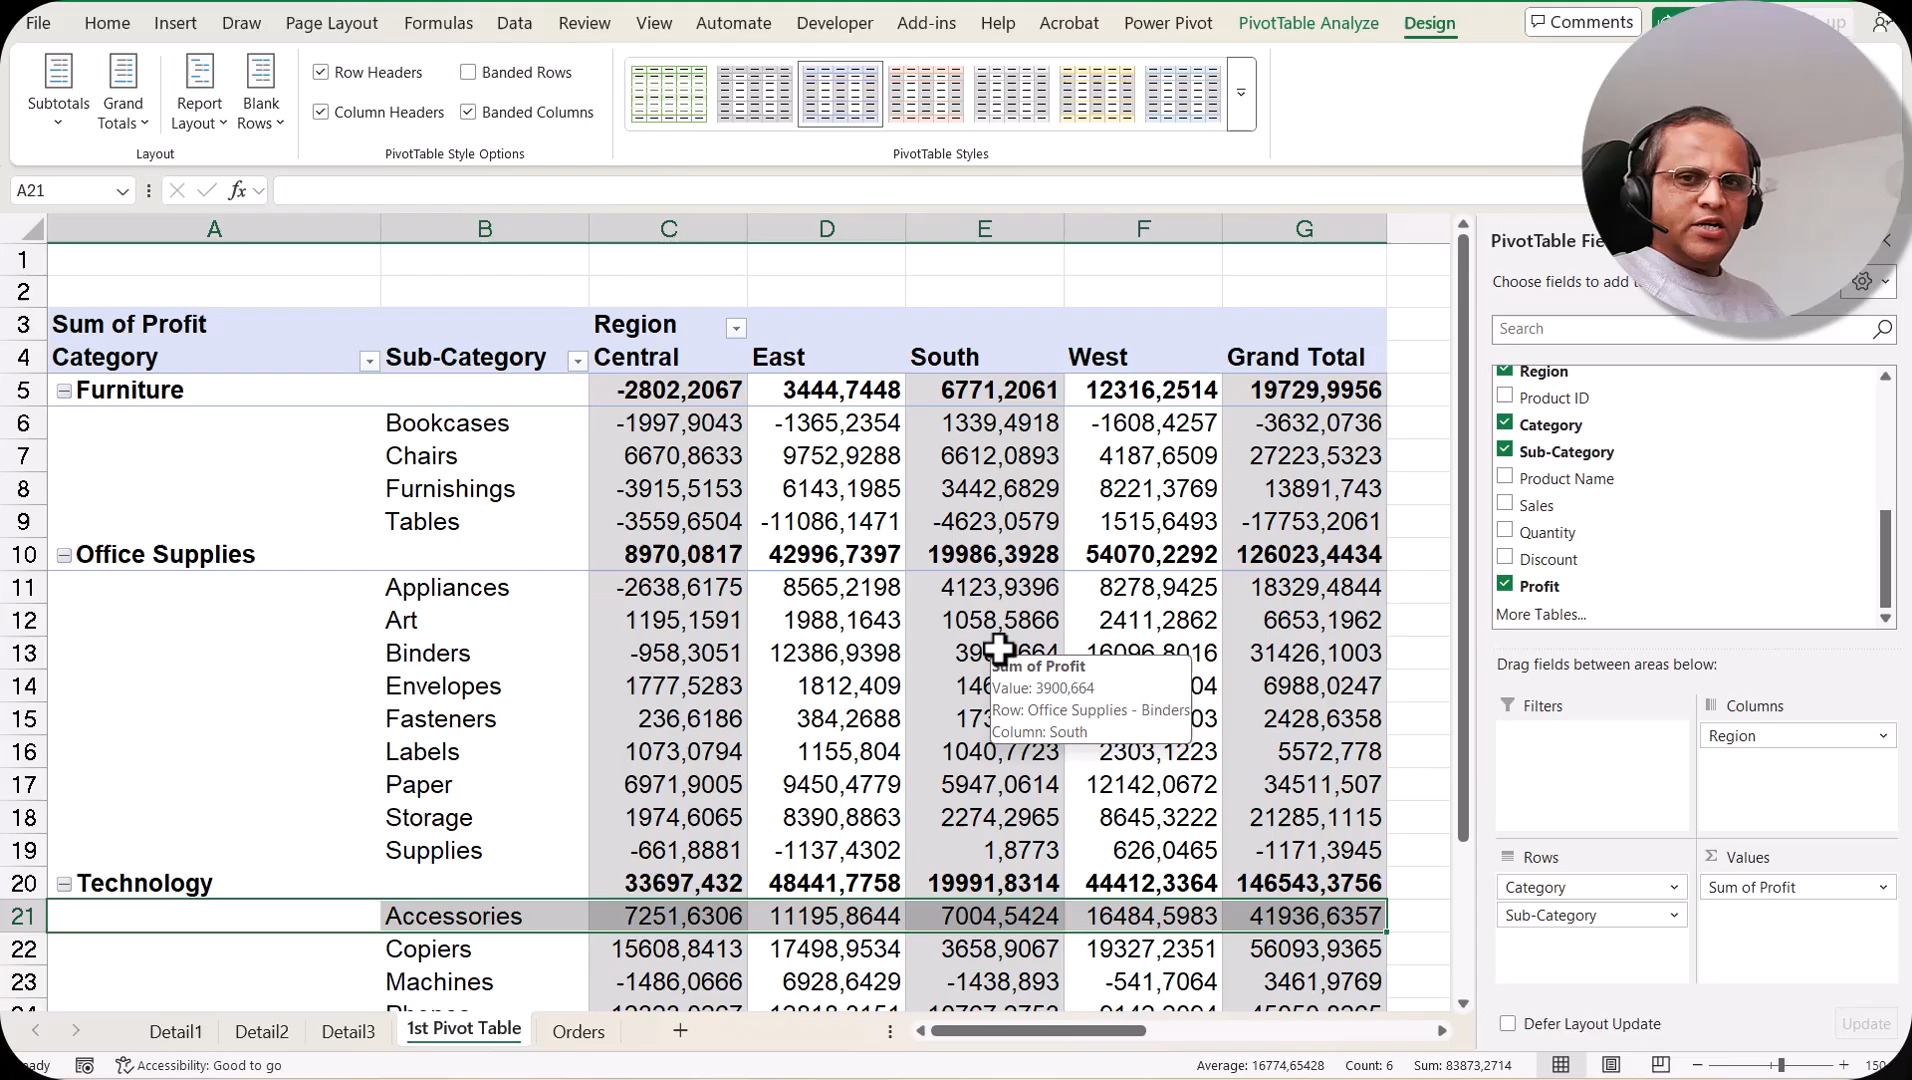 File Home Insert Draw Page Layout Formulas Data Review View Automate Developer Add-ins Help Acrobat Power Pivot PivotTable Analyze Design Comments
Subtotals Grand Totals Report Layout Blank Rows
Layout
Row Headers Banded Rows
Column Headers Banded Columns
PivotTable Style Options
PivotTable Styles
A21 fx
A B C D E F G
1
2
3 Sum of Profit Region
4 Category Sub-Category Central East South West Grand Total
5 Furniture -2802,2067 3444,7448 6771,2061 12316,2514 19729,9956
6 Bookcases -1997,9043 -1365,2354 1339,4918 -1608,4257 -3632,0736
7 Chairs 6670,8633 9752,9288 6612,0893 4187,6509 27223,5323
8 Furnishings -3915,5153 6143,1985 3442,6829 8221,3769 13891,743
9 Tables -3559,6504 -11086,1471 -4623,0579 1515,6493 -17753,2061
10 Office Supplies 8970,0817 42996,7397 19986,3928 54070,2292 126023,4434
11 Appliances -2638,6175 8565,2198 4123,9396 8278,9425 18329,4844
12 Art 1195,1591 1988,1643 1058,5866 2411,2862 6653,1962
13 Binders -958,3051 12386,9398 16096,8016 31426,1003
14 Envelopes 1777,5283 1812,409 6988,0247
15 Fasteners 236,6186 384,2688 2428,6358
16 Labels 1073,0794 1155,804 1040,7723 2303,1223 5572,778
17 Paper 6971,9005 9450,4779 5947,0614 12142,0672 34511,507
18 Storage 1974,6065 8390,8863 2274,2965 8645,3222 21285,1115
19 Supplies -661,8881 -1137,4302 1,8773 626,0465 -1171,3945
20 Technology 33697,432 48441,7758 19991,8314 44412,3364 146543,3756
21 Accessories 7251,6306 11195,8644 7004,5424 16484,5983 41936,6357
22 Copiers 15608,8413 17498,9534 3658,9067 19327,2351 56093,9365
23 Machines -1486,0666 6928,6429 -1438,893 -541,7064 3461,9769
Sum of Profit
Value: 3900,664
Row: Office Supplies - Binders
Column: South
PivotTable
Choose fields to add
Search
Region
Product ID
Category
Sub-Category
Product Name
Sales
Quantity
Discount
Profit
More Tables...
Drag fields between areas below:
Filters Columns
Region
Rows Values
Category Sum of Profit
Sub-Category
Defer Layout Update Update
Detail1 Detail2 Detail3 1st Pivot Table Orders
Accessibility: Good to go Average: 16774,65428 Count: 6 Sum: 83873,2714